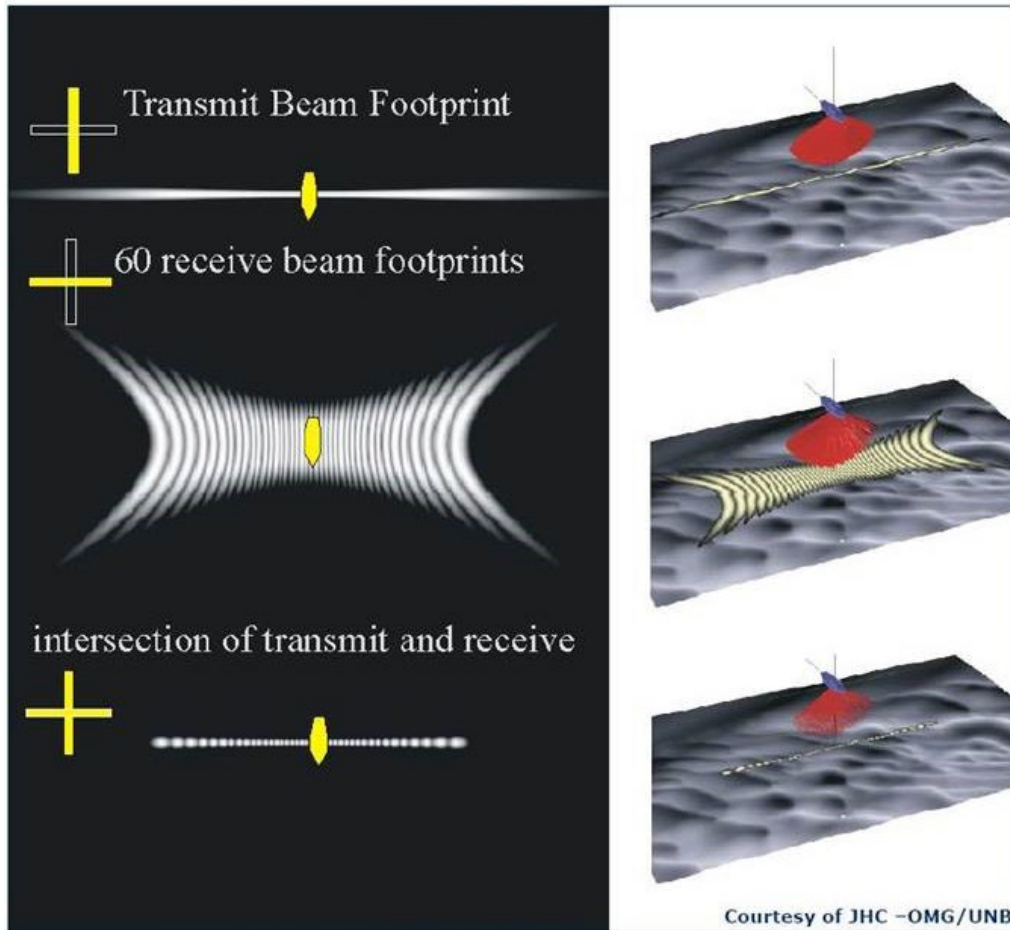 Transmit Beam Footprint
60 receive beam footprints
intersection of transmit and receive
Courtesy of JHC –OMG/UNB